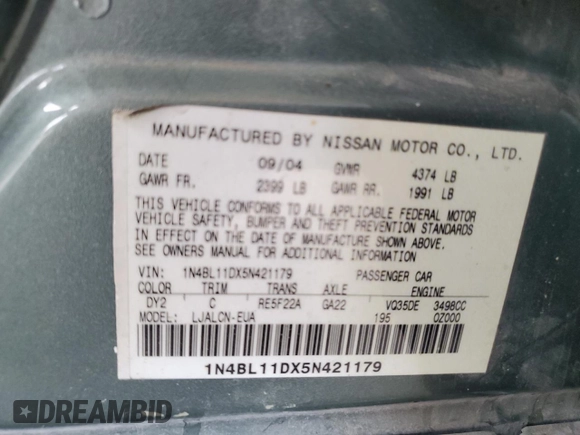 MANUFACTURED BY NISSAN MOTOR CO., LTD.
DATE 09/04 GVWR 4374 LB
GAWR FR. 2399 LB GAWR RR. 1991 LB
THIS VEHICLE CONFORMS TO ALL APPLICABLE FEDERAL MOTOR
VEHICLE SAFETY, BUMPER AND THEFT PREVENTION STANDARDS
IN EFFECT ON THE DATE OF MANUFACTURE SHOWN ABOVE.
SEE OWNERS MANUAL FOR ADDITIONAL INFORMATION
VIN: 1N4BL11DX5N421179 PASSENGER CAR
COLOR TRIM TRANS AXLE ENGINE
DY2 C RE5F22A GA22 VQ35DE 3498CC
MODEL: LJALCN-EUA 195 0Z000
1N4BL11DX5N421179
DREAMBID